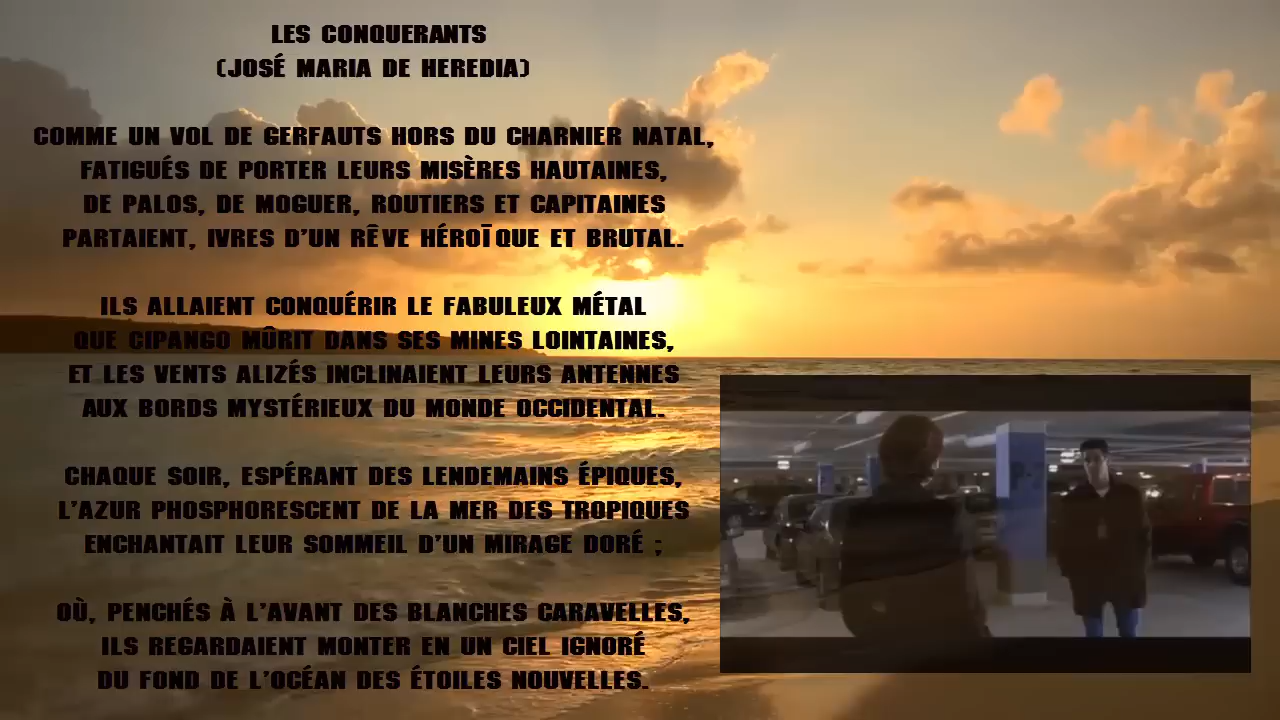 LES CONQUERANTS
(JOSÉ MARIA DE HEREDIA)
COMME UN VOL DE GERFAUTS HORS DU CHARNIER NATAL,
FATIGUÉS DE PORTER LEURS MISÈRES HAUTAINES,
DE PALOS, DE MOGUER, ROUTIERS ET CAPITAINES
PARTAIENT, IVRES D'UN RÊVE HÉROÏQUE ET BRUTAL.
ILS ALLAIENT CONQUÉRIR LE FABULEUX MÉTAL
QUE CIPANGO MÛRIT DANS SES MINES LOINTAINES,
ET LES VENTS ALIZÉS INCLINAIENT LEURS ANTENNES
AUX BORDS MYSTÉRIEUX DU MONDE OCCIDENTAL.
CHAQUE SOIR, ESPÉRANT DES LENDEMAINS ÉPIQUES,
L'AZUR PHOSPHORESCENT DE LA MER DES TROPIQUES
ENCHANTAIT LEUR SOMMEIL D'UN MIRAGE DORÉ ;
OÙ, PENCHÉS À L'AVANT DES BLANCHES CARAVELLES,
ILS REGARDAIENT MONTER EN UN CIEL IGNORÉ
DU FOND DE L'OCÉAN DES ÉTOILES NOUVELLES.